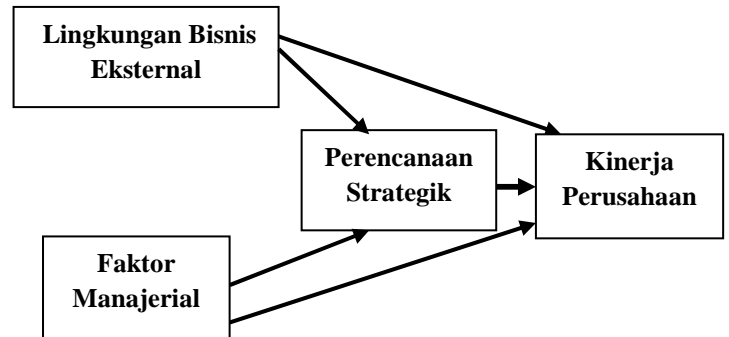 Lingkungan Bisnis
Eksternal
Perencanaan
Strategik
Kinerja
Perusahaan
Faktor
Manajerial